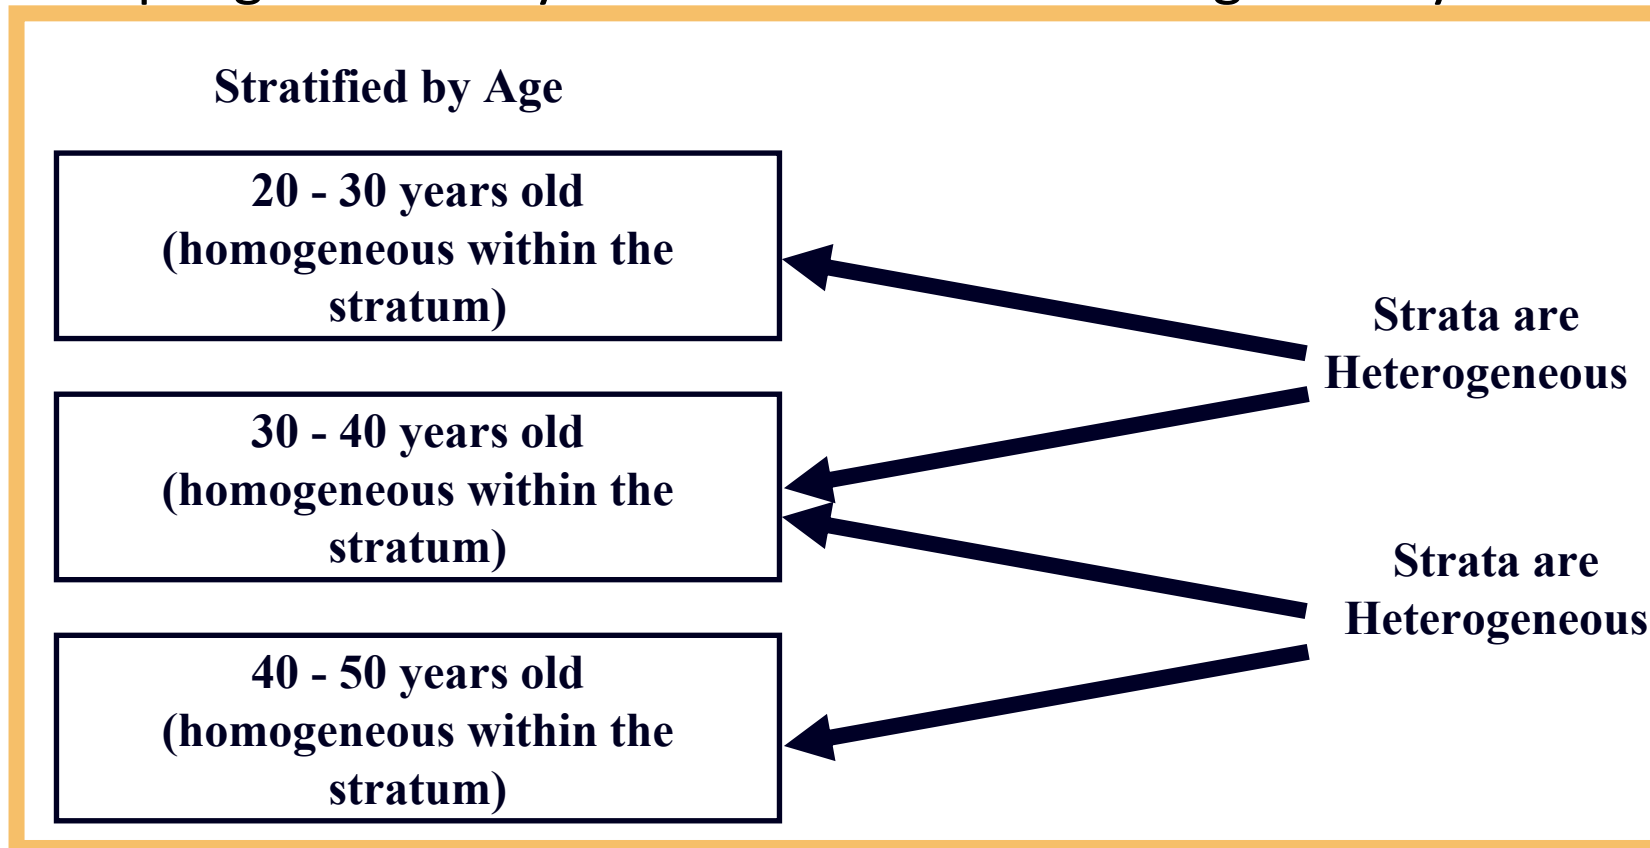 Stratified by Age
20 - 30 years old
(homogeneous within the
stratum)
30 - 40 years old
(homogeneous within the
stratum)
40 - 50 years old
(homogeneous within the
stratum)
Strata are
Heterogeneous
Strata are
Heterogeneous